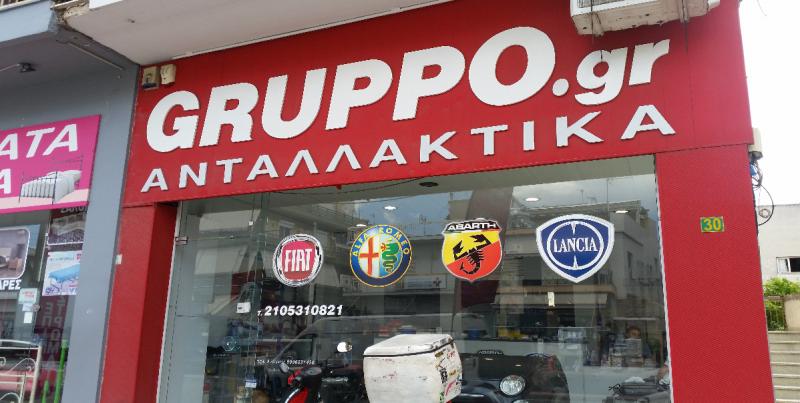 GRUPPO.gr
ΑΝΤΑΛΛΑΚΤΙΚΑ
ΑΤΑ
Α
30
FIAT
ALFA ROMEO
ABARTH
LANCIA
τ. 2105310821